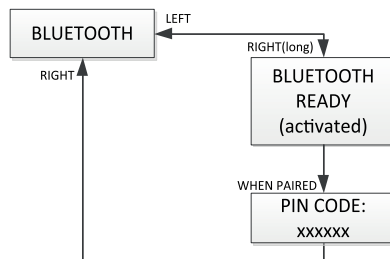 LEFT
BLUETOOTH
RIGHT(long)
RIGHT
BLUETOOTH
READY
(activated)
WHEN PAIRED
PIN CODE:
xxxxxx